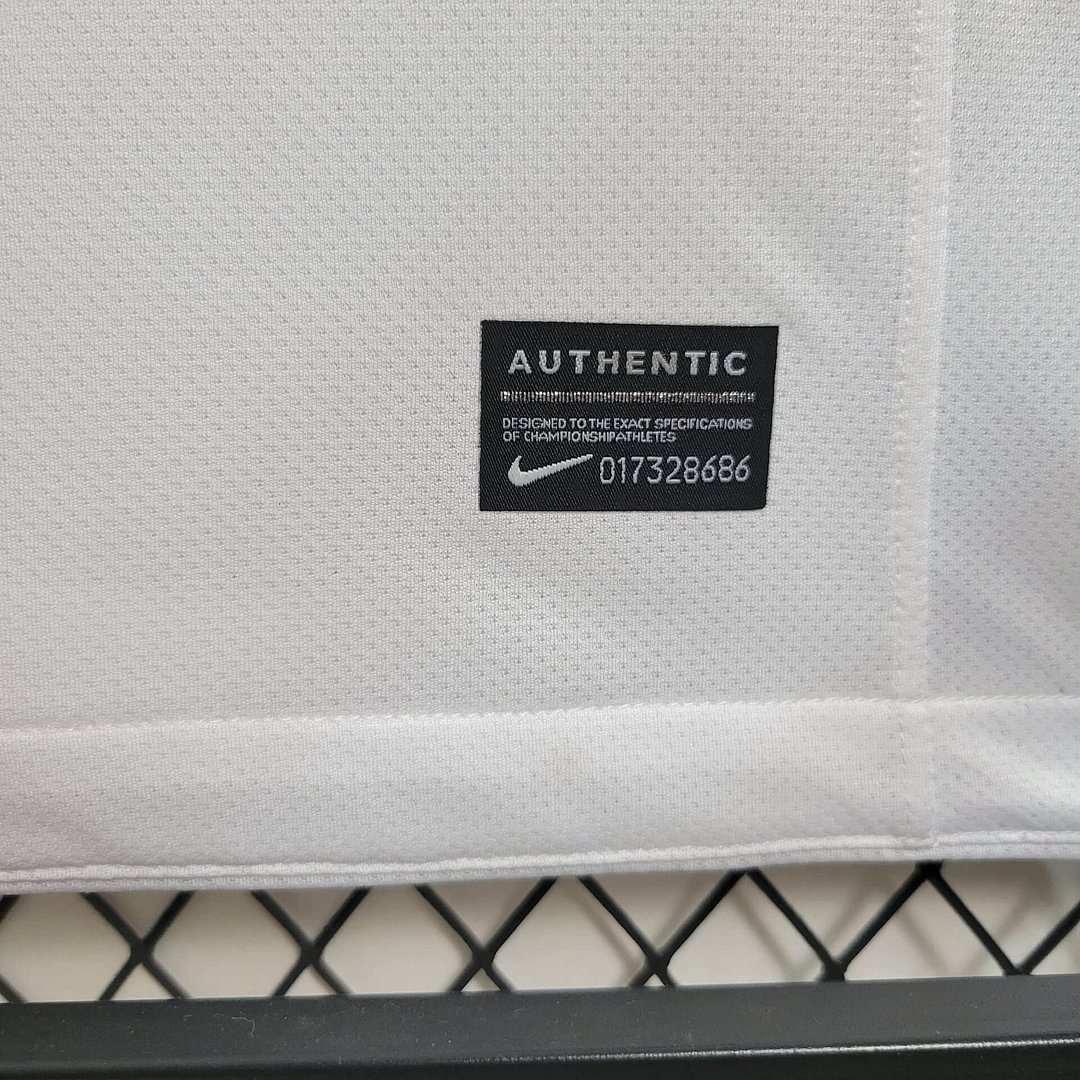 AUTHENTIC
DESIGNED TO THE EXACT SPECIFICATIONS
OF CHAMPIONSHIPATHLETES
017328686